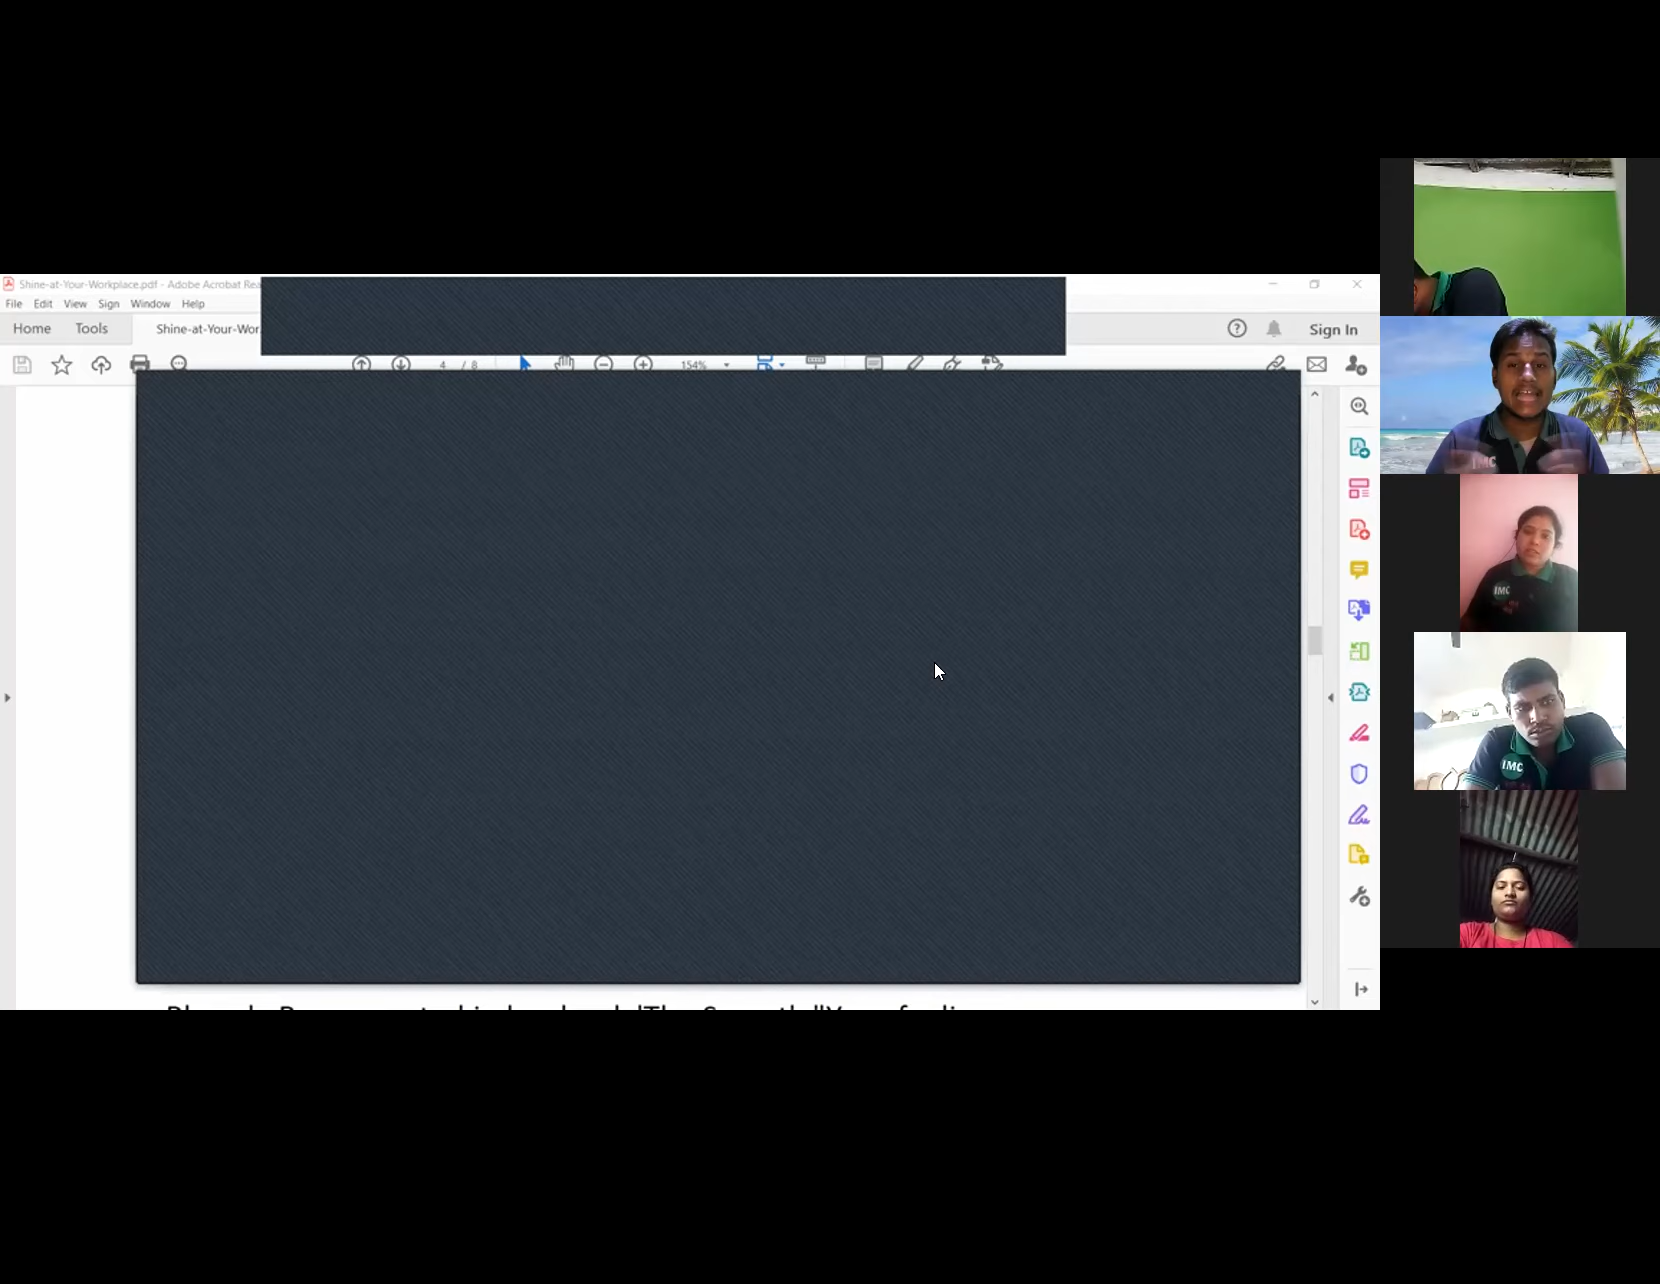 Shine-at-Your-Workplace.pdf - Adobe Acrobat Rea
File Edit View Sign Window Help
Home Tools Shine-at-Your-Wor. Sign In
4 / 8 154%
IMC
IMC
IMC